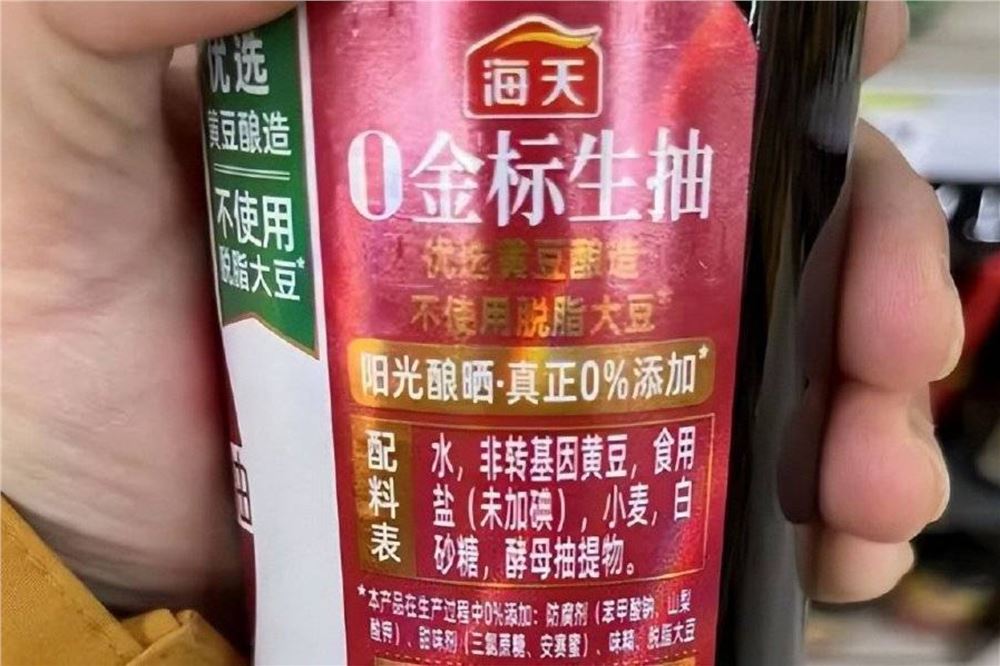 优选
黄豆酿造
不使用
脱脂大豆*
海天
0金标生抽
优选黄豆酿造
不使用脱脂大豆*
阳光酿晒·真正0%添加*
配料表
水，非转基因黄豆，食用
盐（未加碘），小麦，白
砂糖，酵母抽提物。
*本产品在生产过程中0%添加：防腐剂（苯甲酸钠、山梨
酸钾）、甜味剂（三氯蔗糖、安赛蜜）、味精、脱脂大豆